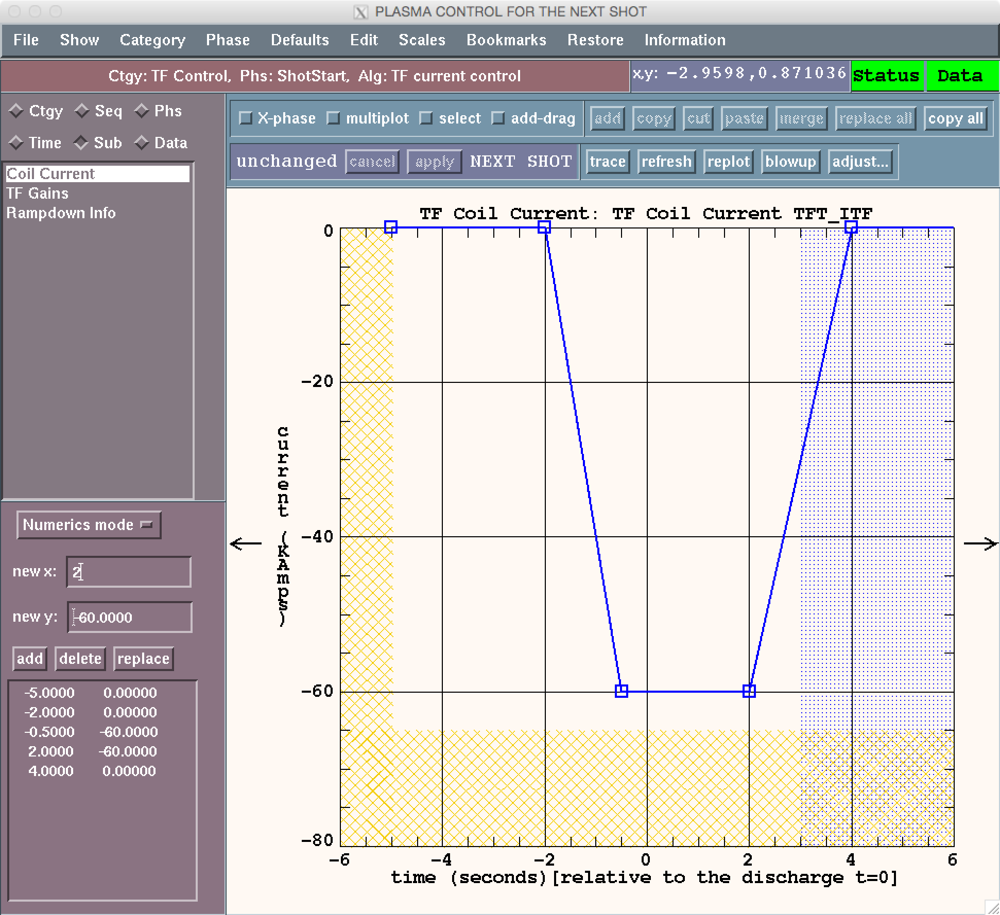 PLASMA CONTROL FOR THE NEXT SHOT
File Show Category Phase Defaults Edit Scales Bookmarks Restore Information
Ctgy: TF Control, Phs: ShotStart, Alg: TF current control
x,y: -2.9598,0.871036
Status
Data
Ctgy Seq Phs
Time Sub Data
X-phase multiplot select add-drag
add copy cut paste merge replace all copy all
unchanged cancel apply NEXT SHOT
trace refresh replot blowup adjust...
Coil Current
TF Gains
Rampdown Info
Numerics mode
new x: 2
new y: -60.0000
add delete replace
-5.0000 0.00000
-2.0000 0.00000
-0.5000 -60.0000
2.0000 -60.0000
4.0000 0.00000
TF Coil Current: TF Coil Current TFT_ITF
Current (kAmps)
0
-20
-40
-60
-80
-6 -4 -2 0 2 4 6
time (seconds)[relative to the discharge t=0]